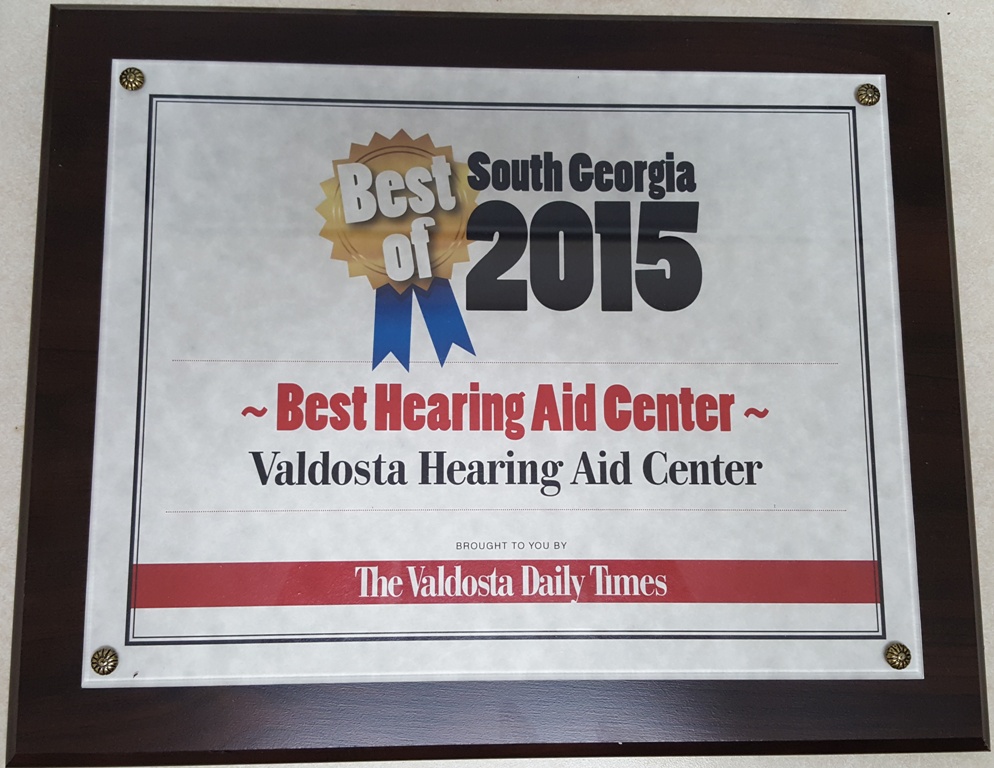 Best of
South Georgia
2015
~ Best Hearing Aid Center ~
Valdosta Hearing Aid Center
BROUGHT TO YOU BY
The Valdosta Daily Times